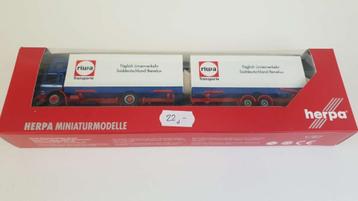 riwa
Transporte
Täglich Linienverkehr
Süddeutschland Benelux
riwa
Transporte
Täglich Linienverkehr
Süddeutschland Benelux
22,-
HERPA MINIATURMODELLE
herpa